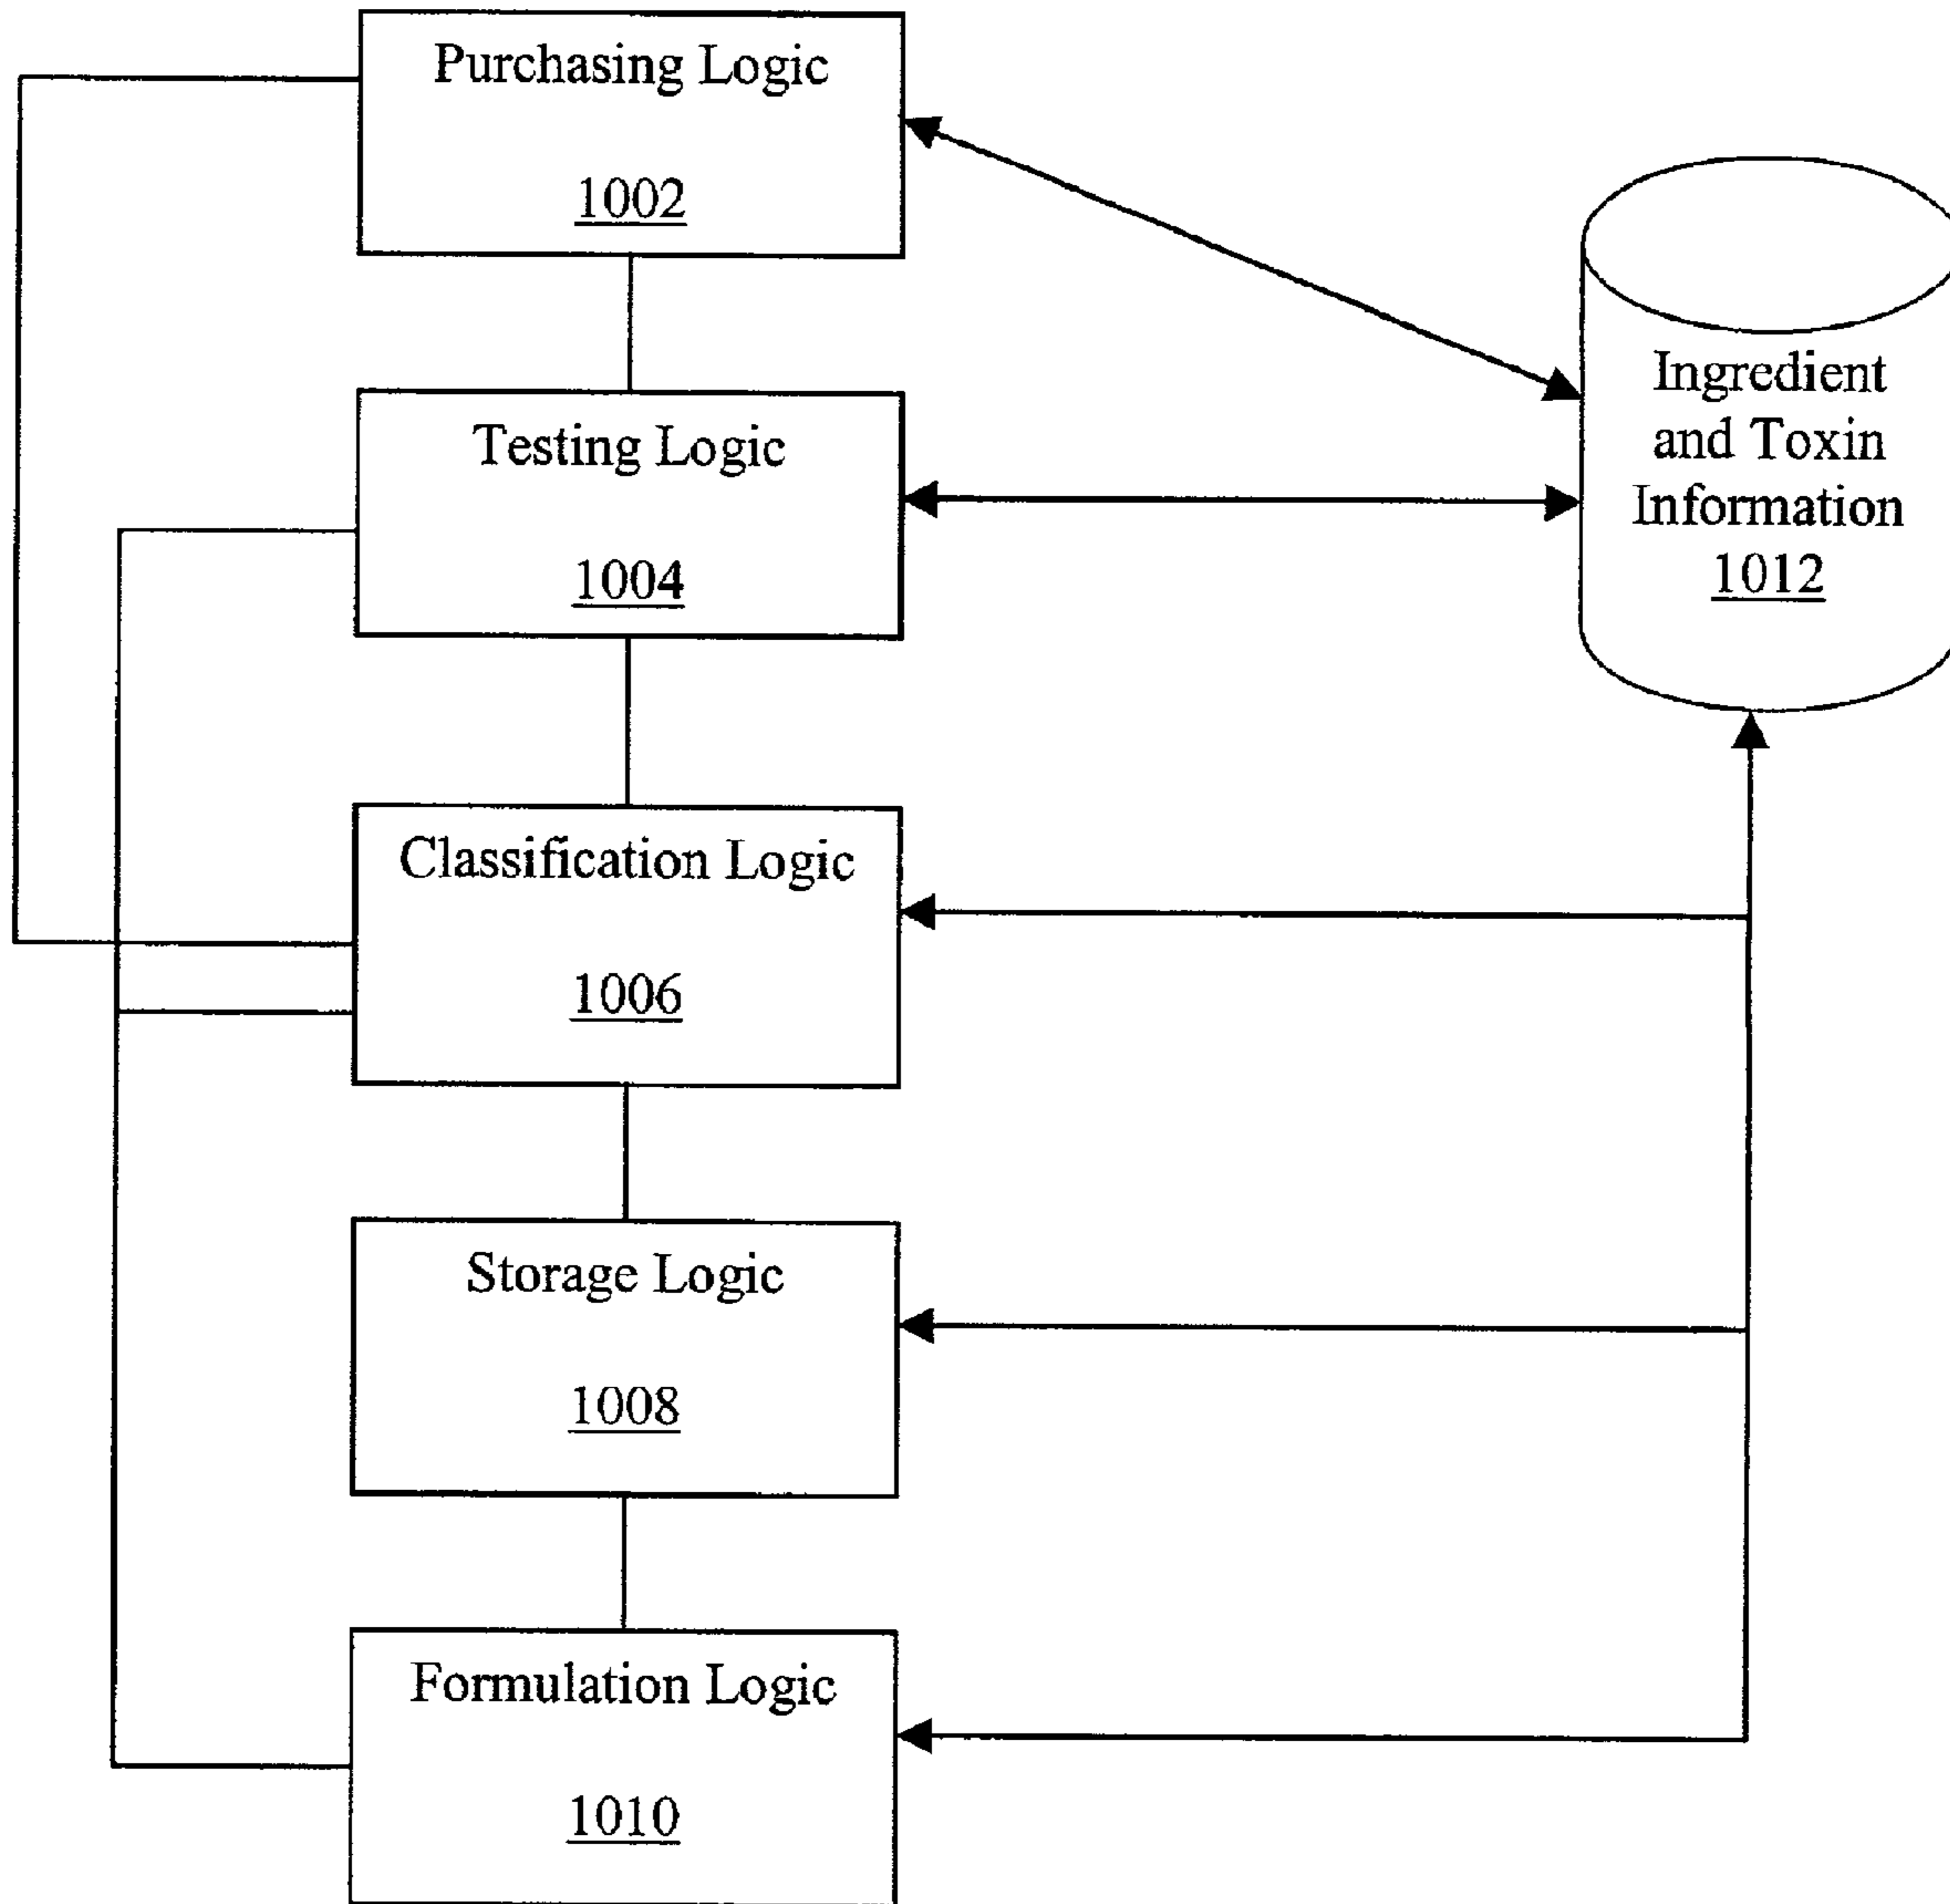 Purchasing Logic
1002
Testing Logic
1004
Classification Logic
1006
Storage Logic
1008
Formulation Logic
1010
Ingredient
and Toxin
Information
1012